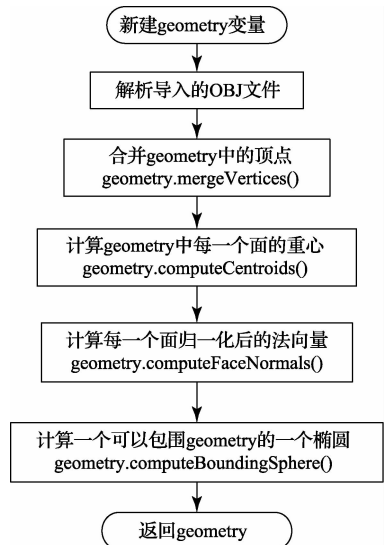 新建geometry变量
解析导入的OBJ文件
合并geometry中的顶点
geometry.mergeVertices()
计算geometry中每一个面的重心
geometry.computeCentroids()
计算每一个面归一化后的法向量
geometry.computeFaceNormals()
计算一个可以包围geometry的一个椭圆
geometry.computeBoundingSphere()
返回geometry